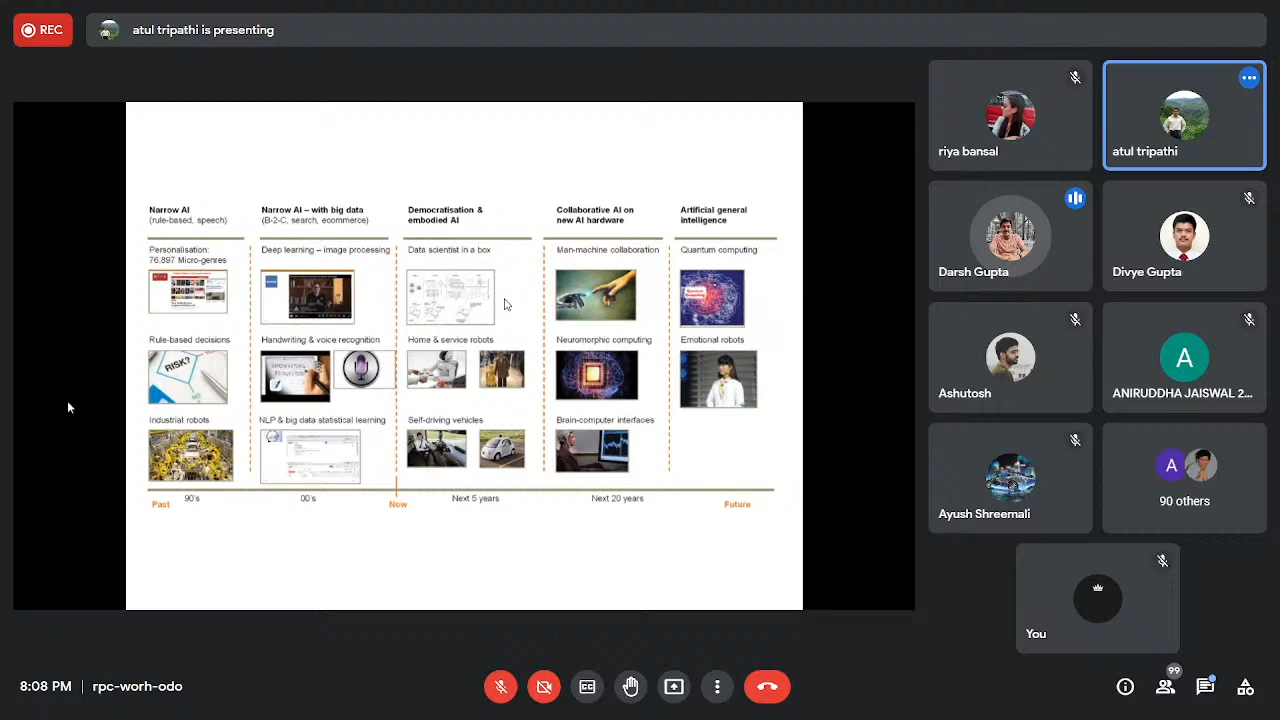 REC
atul tripathi is presenting
Narrow AI
(rule-based, speech)
Personalisation:
76,897 Micro-genres
Rule-based decisions
RISK?
Industrial robots
Narrow AI – with big data
(B-2-C, search, ecommerce)
Deep learning – image processing
Handwriting & voice recognition
NLP & big data statistical learning
Democratisation &
embodied AI
Data scientist in a box
Home & service robots
Self-driving vehicles
Collaborative AI on
new AI hardware
Man-machine collaboration
Neuromorphic computing
Brain-computer interfaces
Artificial general
intelligence
Quantum computing
Emotional robots
Past
90's
00's
Now
Next 5 years
Next 20 years
Future
riya bansal
atul tripathi
Darsh Gupta
Divye Gupta
Ashutosh
A
ANIRUDDHA JAISWAL 2...
Ayush Shreemali
A
90 others
You
8:08 PM | rpc-worh-odo
99